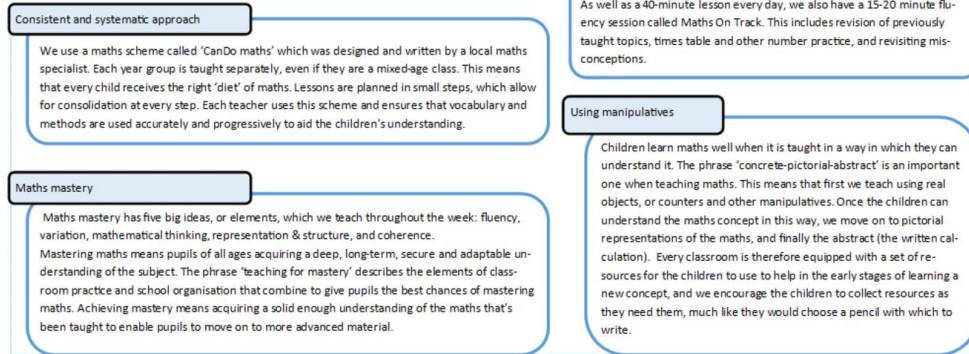 Consistent and systematic approach
We use a maths scheme called ‘CanDo maths’ which was designed and written by a local maths
specialist. Each year group is taught separately, even if they are a mixed-age class. This means
that every child receives the right ‘diet’ of maths. Lessons are planned in small steps, which allow
for consolidation at every step. Each teacher uses this scheme and ensures that vocabulary and
methods are used accurately and progressively to aid the children’s understanding.
Maths mastery
Maths mastery has five big ideas, or elements, which we teach throughout the week: fluency,
variation, mathematical thinking, representation & structure, and coherence.
Mastering maths means pupils of all ages acquiring a deep, long-term, secure and adaptable un-
derstanding of the subject. The phrase ‘teaching for mastery’ describes the elements of class-
room practice and school organisation that combine to give pupils the best chances of mastering
maths. Achieving mastery means acquiring a solid enough understanding of the maths that’s
been taught to enable pupils to move on to more advanced material.
As well as a 40-minute lesson every day, we also have a 15-20 minute flu-
ency session called Maths On Track. This includes revision of previously
taught topics, times table and other number practice, and revisiting mis-
conceptions.
Using manipulatives
Children learn maths well when it is taught in a way in which they can
understand it. The phrase ‘concrete-pictorial-abstract’ is an important
one when teaching maths. This means that first we teach using real
objects, or counters and other manipulatives. Once the children can
understand the maths concept in this way, we move on to pictorial
representations of the maths, and finally the abstract (the written cal-
culation). Every classroom is therefore equipped with a set of re-
sources for the children to use to help in the early stages of learning a
new concept, and we encourage the children to collect resources as
they need them, much like they would choose a pencil with which to
write.